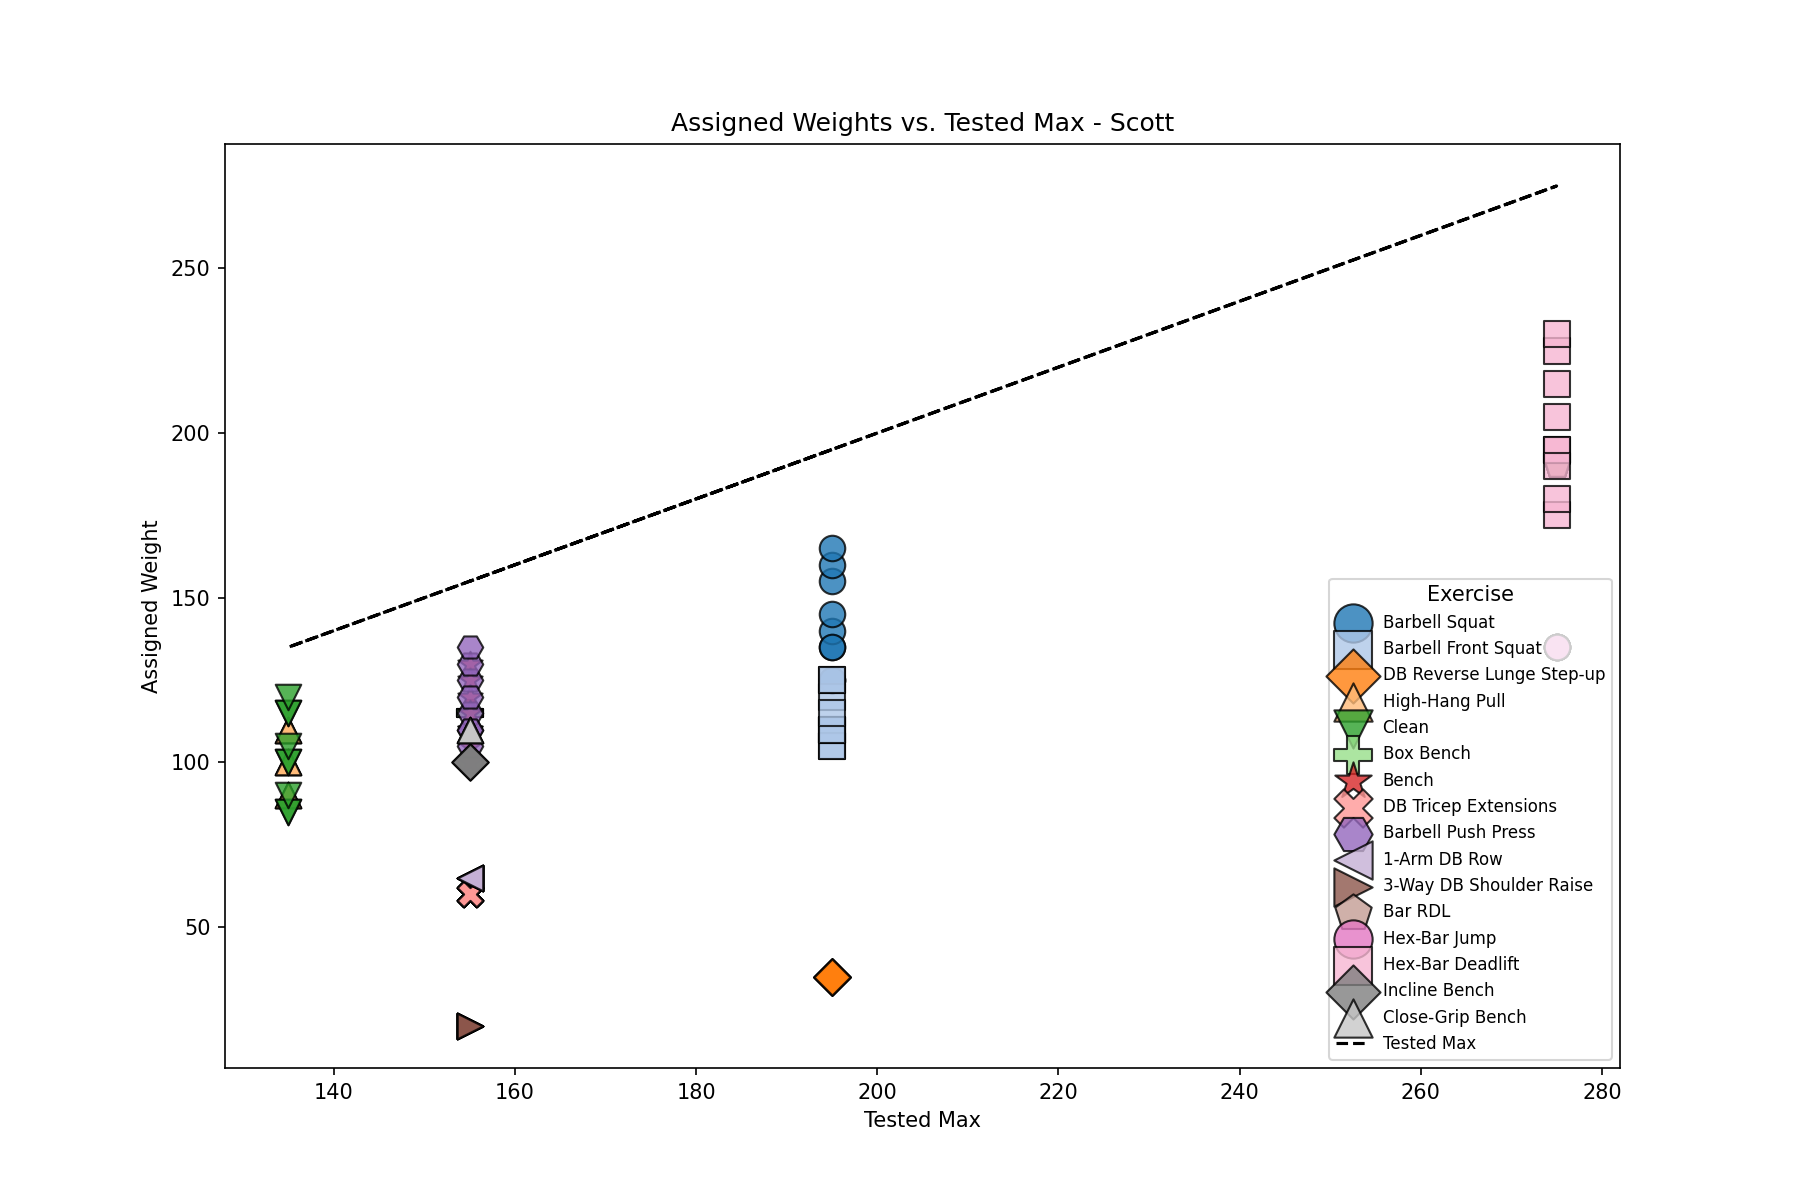 Assigned Weights vs. Tested Max - Scott
Assigned Weight
250
200
150
100
50
140
160
180
200
220
240
260
280
Tested Max
Exercise
Barbell Squat
Barbell Front Squat
DB Reverse Lunge Step-up
High-Hang Pull
Clean
Box Bench
Bench
DB Tricep Extensions
Barbell Push Press
1-Arm DB Row
3-Way DB Shoulder Raise
Bar RDL
Hex-Bar Jump
Hex-Bar Deadlift
Incline Bench
Close-Grip Bench
Tested Max